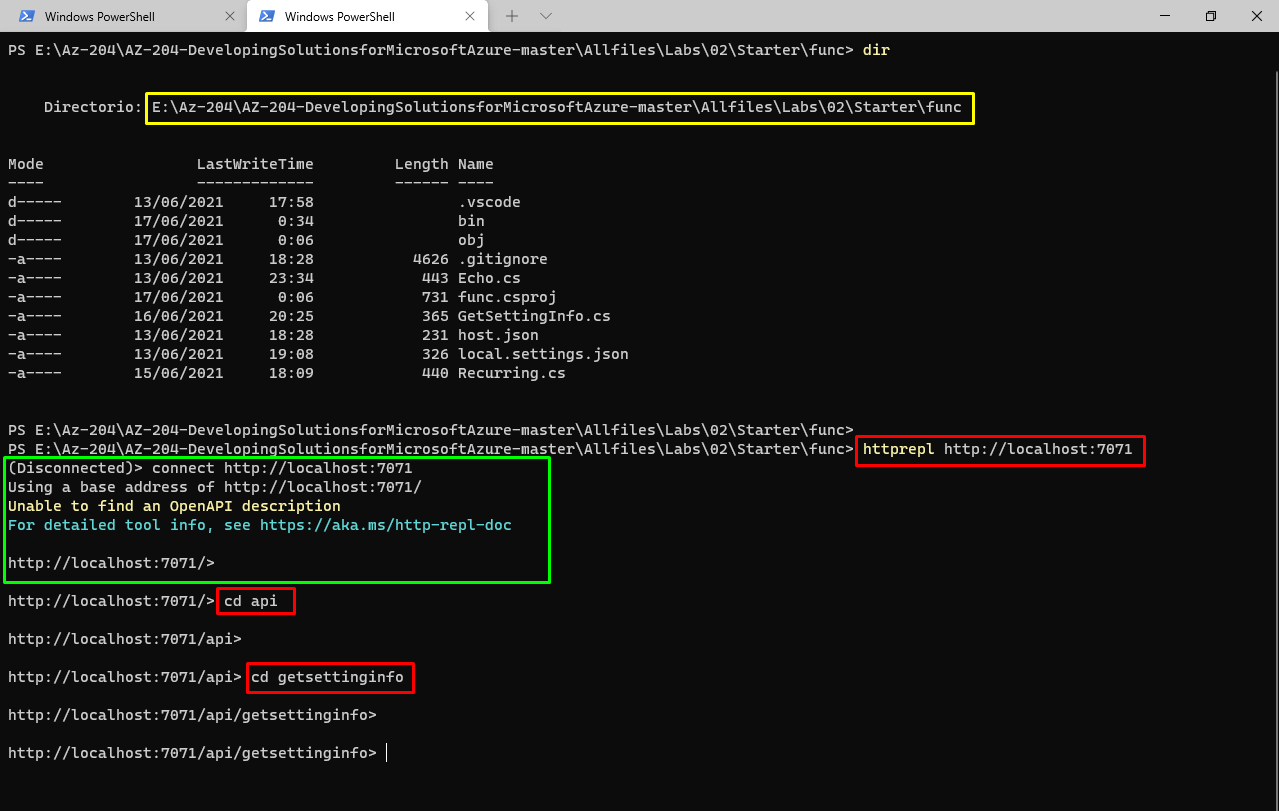 Windows PowerShell
Windows PowerShell
PS E:\Az-204\AZ-204-DevelopingSolutionsforMicrosoftAzure-master\Allfiles\Labs\02\Starter\func> dir
Directorio: E:\Az-204\AZ-204-DevelopingSolutionsforMicrosoftAzure-master\Allfiles\Labs\02\Starter\func
Mode LastWriteTime Length Name
---- ------------- ------ ----
d----- 13/06/2021 17:58 .vscode
d----- 17/06/2021 0:34 bin
d----- 17/06/2021 0:06 obj
-a---- 13/06/2021 18:28 4626 .gitignore
-a---- 13/06/2021 23:34 443 Echo.cs
-a---- 17/06/2021 0:06 731 func.csproj
-a---- 16/06/2021 20:25 365 GetSettingInfo.cs
-a---- 13/06/2021 18:28 231 host.json
-a---- 13/06/2021 19:08 326 local.settings.json
-a---- 15/06/2021 18:09 440 Recurring.cs
PS E:\Az-204\AZ-204-DevelopingSolutionsforMicrosoftAzure-master\Allfiles\Labs\02\Starter\func>
PS E:\Az-204\AZ-204-DevelopingSolutionsforMicrosoftAzure-master\Allfiles\Labs\02\Starter\func> httprepl http://localhost:7071
(Disconnected)> connect http://localhost:7071
Using a base address of http://localhost:7071/
Unable to find an OpenAPI description
For detailed tool info, see https://aka.ms/http-repl-doc
http://localhost:7071/>
http://localhost:7071/> cd api
http://localhost:7071/api>
http://localhost:7071/api> cd getsettinginfo
http://localhost:7071/api/getsettinginfo>
http://localhost:7071/api/getsettinginfo>